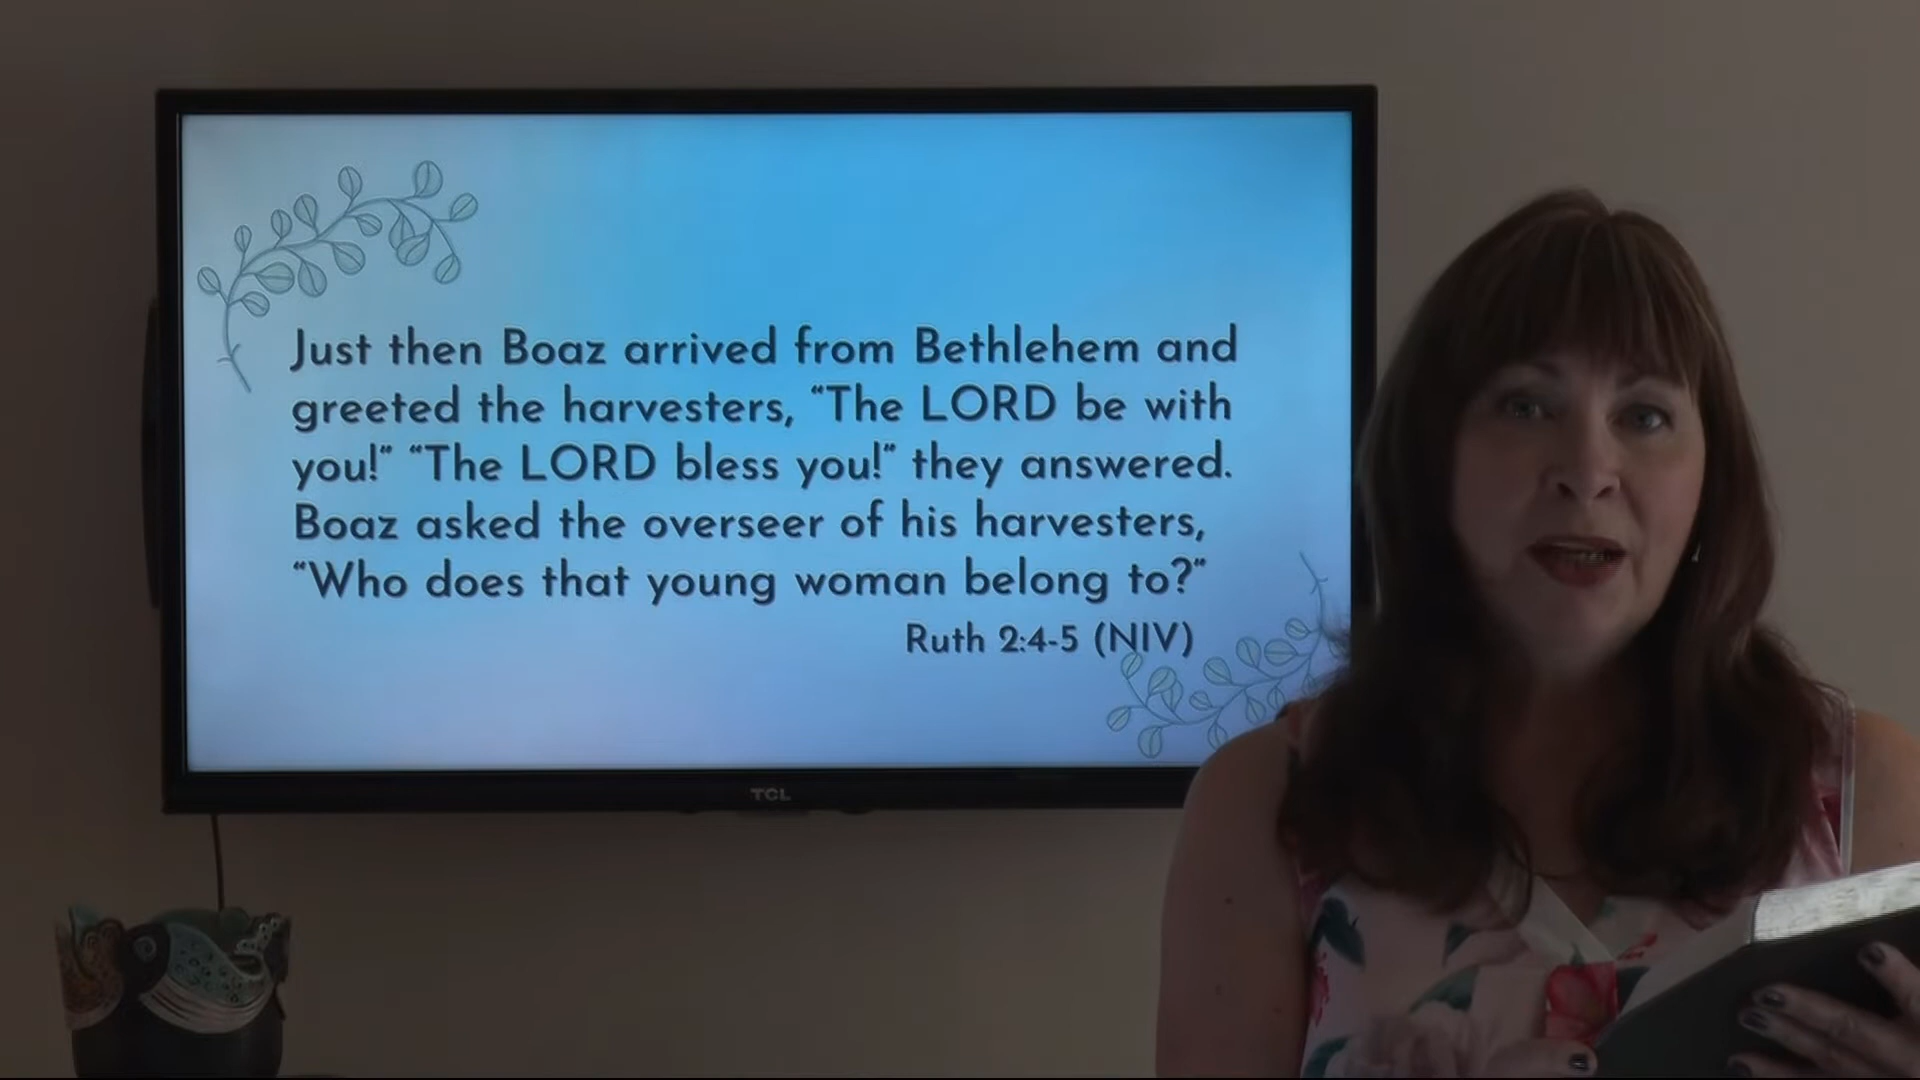 Just then Boaz arrived from Bethlehem and
greeted the harvesters, “The LORD be with
you!” “The LORD bless you!” they answered.
Boaz asked the overseer of his harvesters,
“Who does that young woman belong to?”
Ruth 2:4-5 (NIV)
TCL